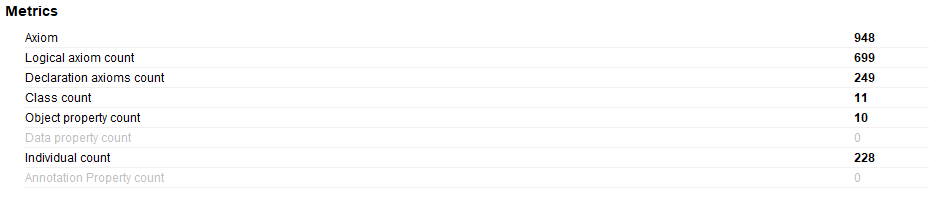 Metrics
Axiom 948
Logical axiom count 699
Declaration axioms count 249
Class count 11
Object property count 10
Data property count 0
Individual count 228
Annotation Property count 0